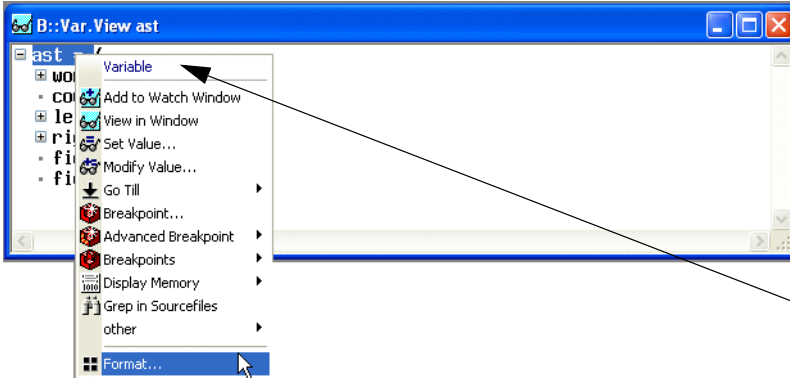 B::Var.View ast
ast = {
Variable
Add to Watch Window
View in Window
Set Value...
Modify Value...
Go Till
Breakpoint...
Advanced Breakpoint
Breakpoints
Display Memory
Grep in Sourcefiles
other
Format...